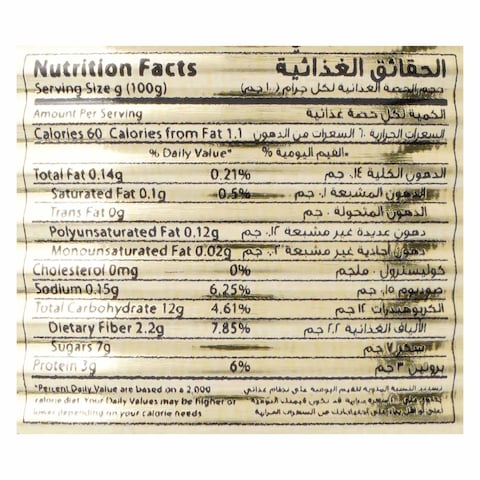 Nutrition Facts الحقائق الغذائية
Serving Size g (100g) حجم الحصة الغذائية لكل جرام (١٠٠ جم)
Amount Per Serving الكمية لكل حصة غذائية
Calories 60 Calories from Fat 1.1 السعرات الحرارية ٦٠ السعرات من الدهون
% Daily Value* القيم اليومية %*
Total Fat 0.14g 0.21% الدهون الكلية ٠.١٤ جم
Saturated Fat 0.1g 0.5% الدهون المشبعة ٠.١ جم
Trans Fat 0g الدهون المتحولة ٠ جم
Polyunsaturated Fat 0.12g دهون عديدة غير مشبعة ٠.١٢ جم
Monounsaturated Fat 0.02g دهون أحادية غير مشبعة جم
Cholesterol 0mg 0% كوليسترول ٠ ملجم
Sodium 0.15g 6.25% صوديوم ٠.١٥ جم
Total Carbohydrate 12g 4.61% الكربوهيدرات ١٢ جم
Dietary Fiber 2.2g 7.85% الألياف الغذائية ٢.٢ جم
Sugars 7g سكر ٧ جم
Protein 3g 6% بروتين ٣ جم
*Percent Daily Value are based on a 2,000
calorie diet. Your Daily Values may be higher or
lower depending on your calorie needs